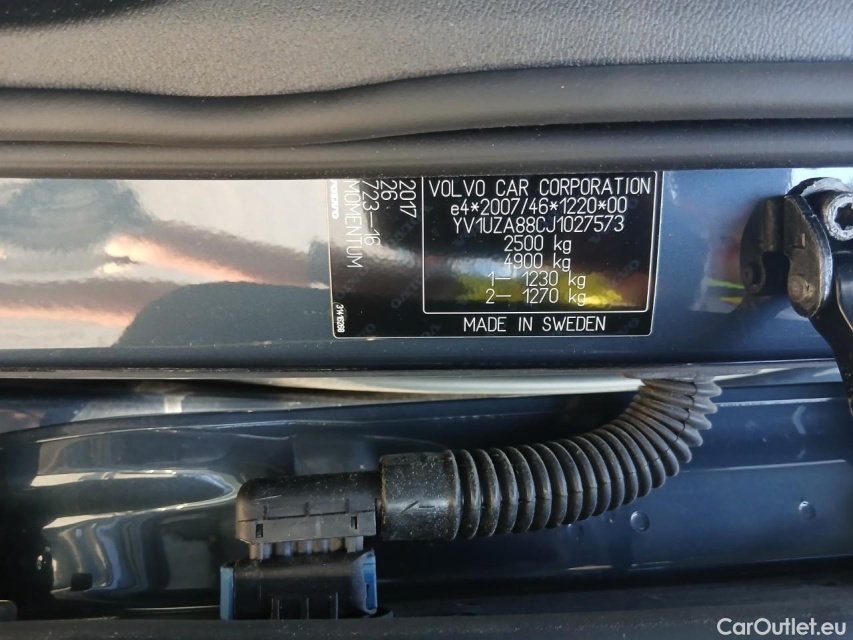 VOLVO CAR CORPORATION
e4*2007/46*1220*00
YV1UZA88CJ1027573
2500 kg
4900 kg
1– 1230 kg
2– 1270 kg
MADE IN SWEDEN
2017
26
723–16
MOMENTUM
VOLVO
CarOutlet.eu